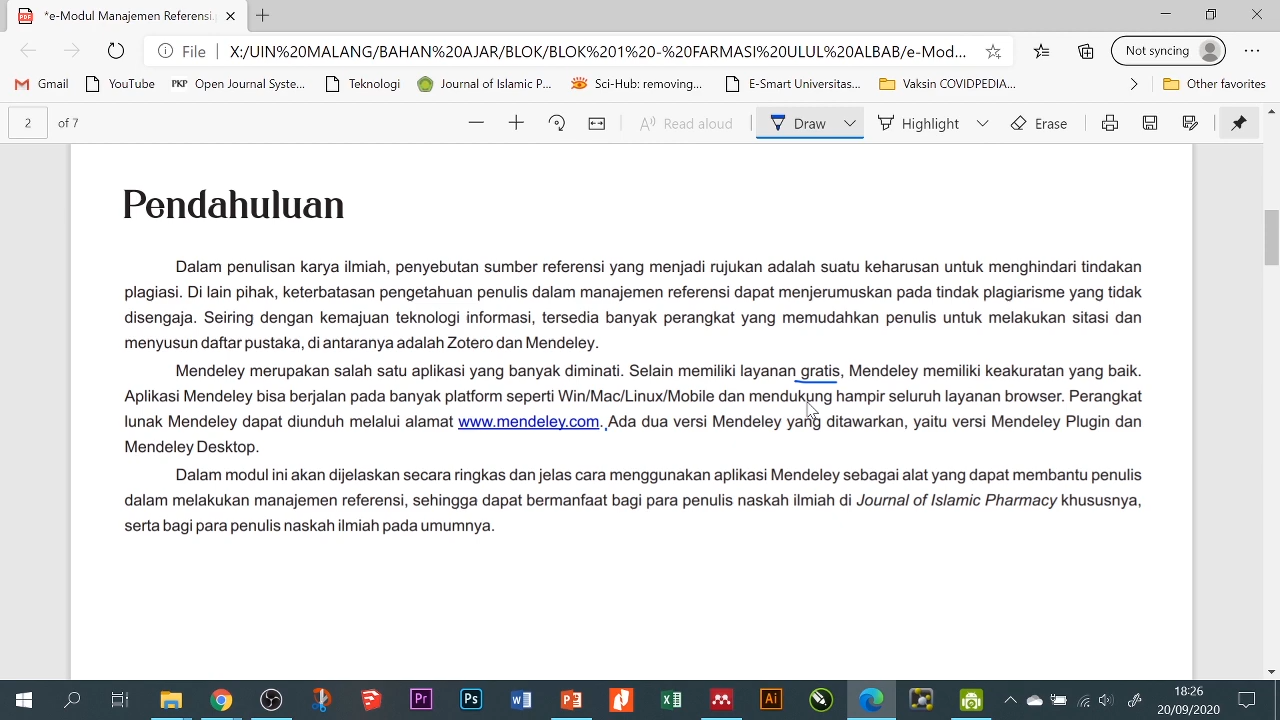 *e-Modul Manajemen Referensi.
File
X:/UIN%20MALANG/BAHAN%20AJAR/BLOK/BLOK%201%20-%20FARMASI%20ULUL%20ALBAB/e-Mod...
Not syncing
Gmail
YouTube
PKP Open Journal Syste...
Teknologi
Journal of Islamic P...
Sci-Hub: removing...
E-Smart Universitas...
Vaksin COVIDPEDIA...
Other favorites
2 of 7
Read aloud
Draw
Highlight
Erase
Pendahuluan
Dalam penulisan karya ilmiah, penyebutan sumber referensi yang menjadi rujukan adalah suatu keharusan untuk menghindari tindakan
plagiasi. Di lain pihak, keterbatasan pengetahuan penulis dalam manajemen referensi dapat menjerumuskan pada tindak plagiarisme yang tidak
disengaja. Seiring dengan kemajuan teknologi informasi, tersedia banyak perangkat yang memudahkan penulis untuk melakukan sitasi dan
menyusun daftar pustaka, di antaranya adalah Zotero dan Mendeley.
Mendeley merupakan salah satu aplikasi yang banyak diminati. Selain memiliki layanan gratis, Mendeley memiliki keakuratan yang baik.
Aplikasi Mendeley bisa berjalan pada banyak platform seperti Win/Mac/Linux/Mobile dan mendukung hampir seluruh layanan browser. Perangkat
lunak Mendeley dapat diunduh melalui alamat www.mendeley.com. Ada dua versi Mendeley yang ditawarkan, yaitu versi Mendeley Plugin dan
Mendeley Desktop.
Dalam modul ini akan dijelaskan secara ringkas dan jelas cara menggunakan aplikasi Mendeley sebagai alat yang dapat membantu penulis
dalam melakukan manajemen referensi, sehingga dapat bermanfaat bagi para penulis naskah ilmiah di Journal of Islamic Pharmacy khususnya,
serta bagi para penulis naskah ilmiah pada umumnya.
18:26
20/09/2020